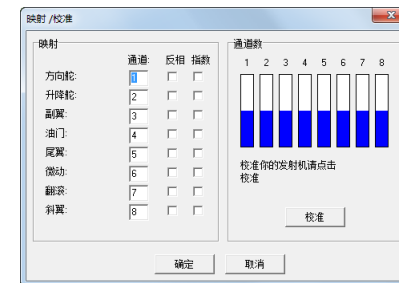 映射 /校准
映射
通道: 反相 指数
方向舵: 1
升降舵: 2
副翼: 3
油门: 4
尾翼: 5
微动: 6
翻滚: 7
斜翼: 8
通道数
1 2 3 4 5 6 7 8
校准你的发射机请点击
校准
校准
确定 取消